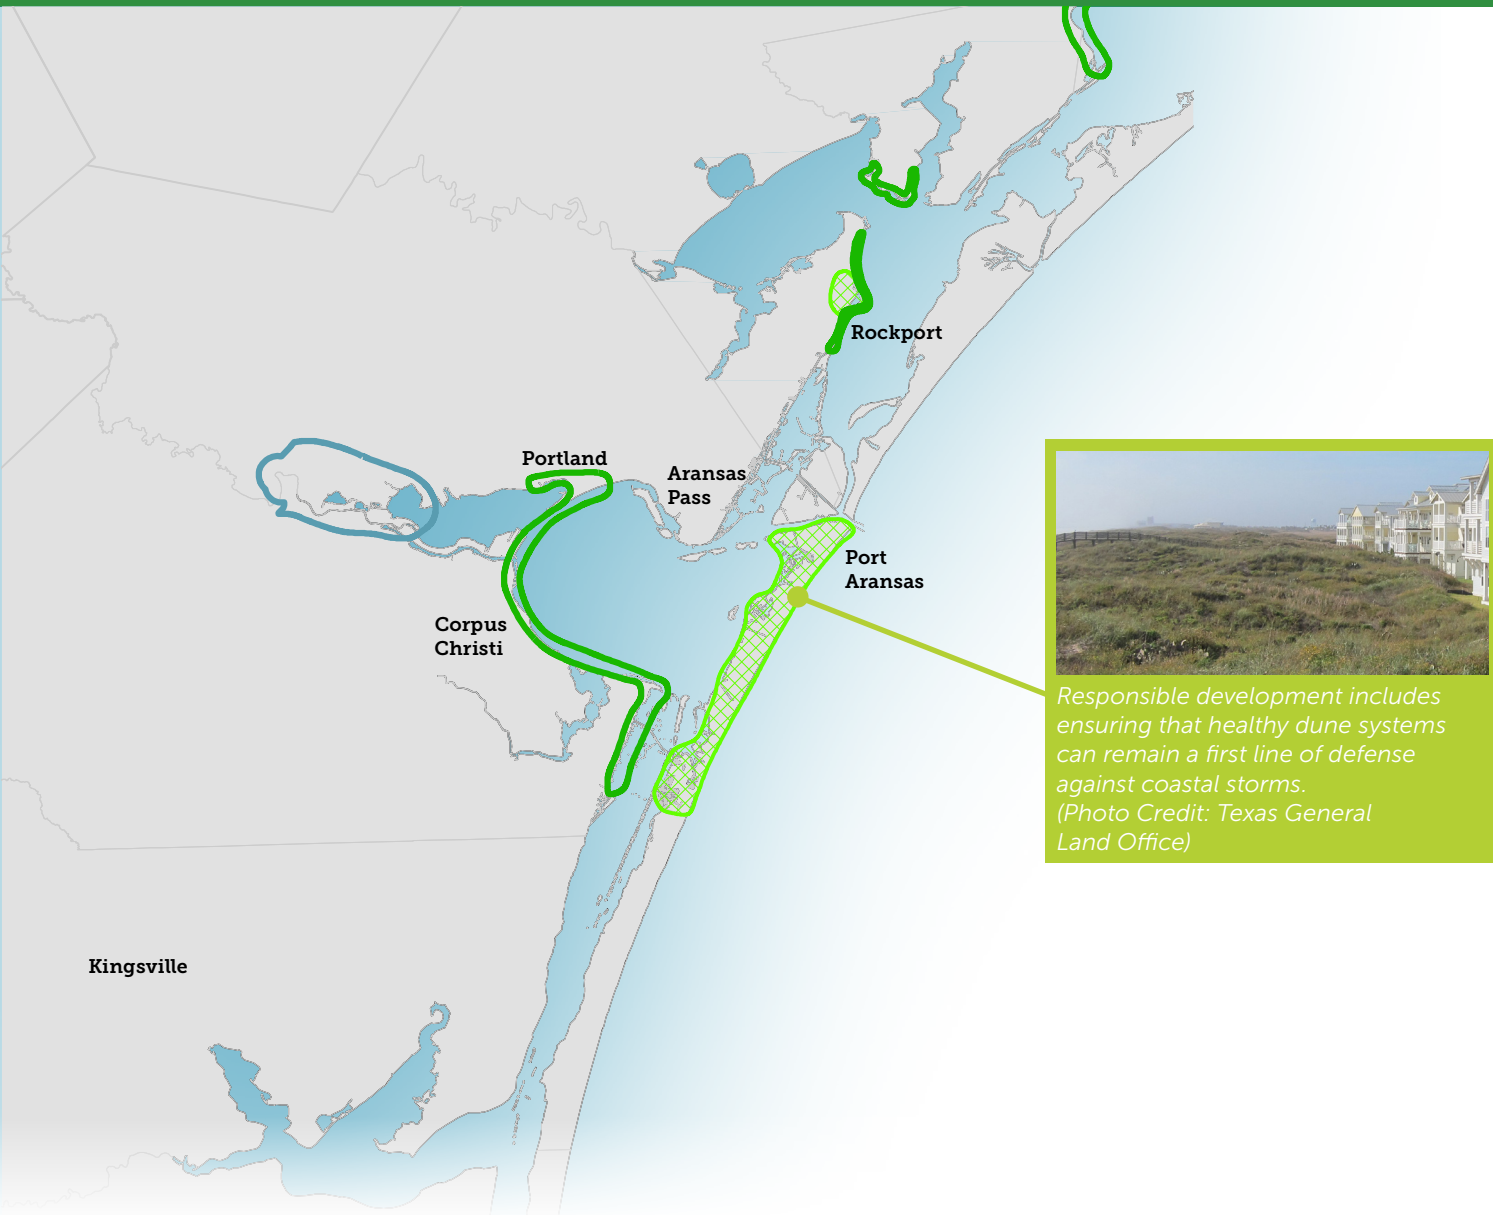 Rockport
Portland
Aransas
Pass
Port
Aransas
Corpus
Christi
Responsible development includes
ensuring that healthy dune systems
can remain a first line of defense
against coastal storms.
(Photo Credit: Texas General
Land Office)
Kingsville